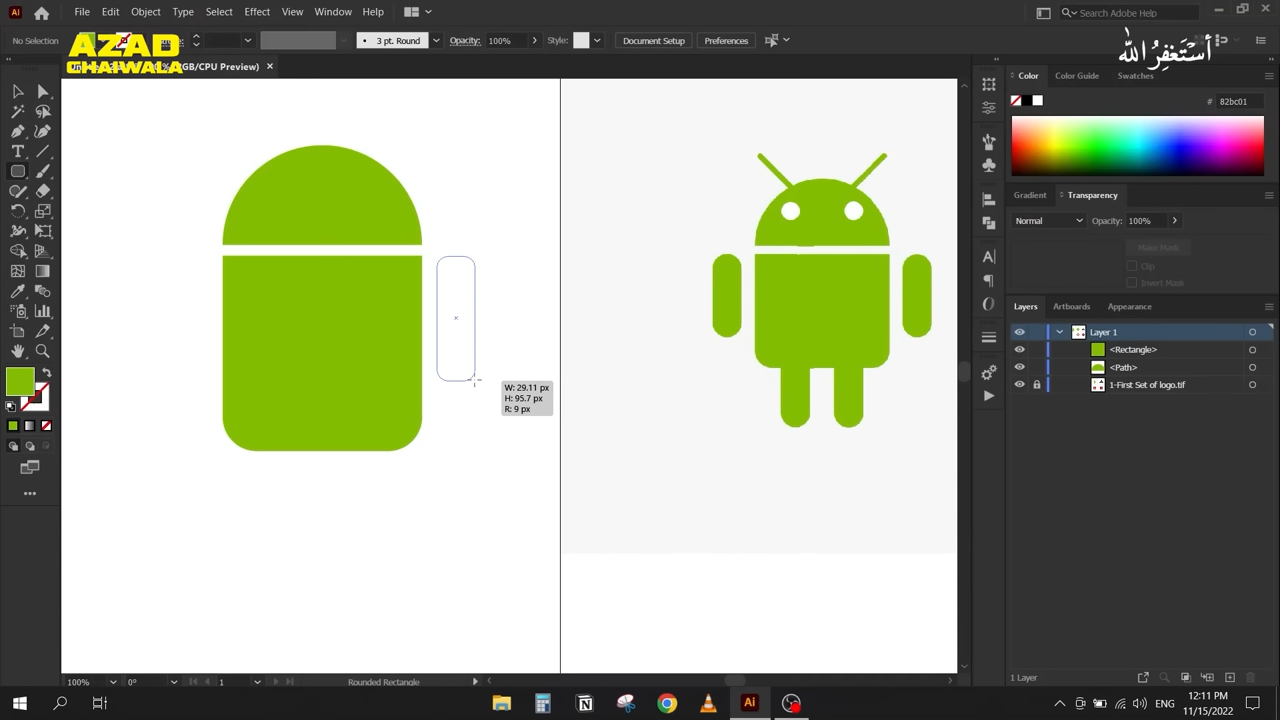 File Edit Object Type Select Effect View Window Help
Search Adobe Help
No Selection
3 pt. Round
Opacity: 100%
Style:
Document Setup
Preferences
AZAD
CHAIWALA
أستغفر الله
GB/CPU Preview)
Color Color Guide Swatches
# 82bc01
Gradient Transparency
Normal Opacity: 100%
Make Mask
Clip
Invert Mask
Layers Artboards Appearance
Layer 1
<Rectangle>
<Path>
1-First Set of logo.tif
W: 29.11 px
H: 95.7 px
R: 9 px
100% 0° 1 Rounded Rectangle
1 Layer
Ai
ENG
12:11 PM
11/15/2022